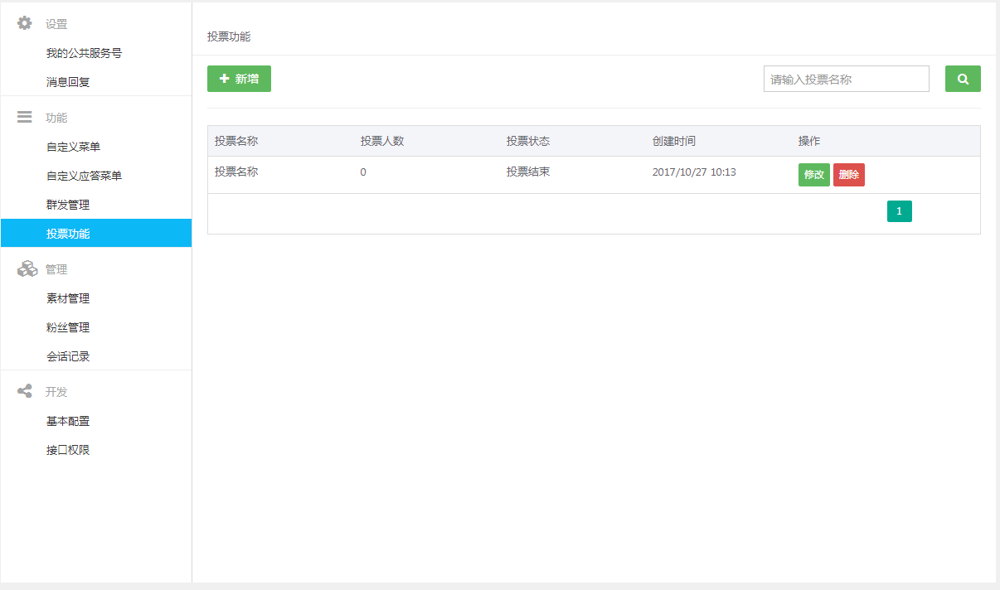 设置
我的公共服务号
消息回复
功能
自定义菜单
自定义应答菜单
群发管理
投票功能
管理
素材管理
粉丝管理
会话记录
开发
基本配置
接口权限
投票功能
新增
请输入投票名称
投票名称 投票人数 投票状态 创建时间 操作
投票名称 0 投票结束 2017/10/27 10:13 修改 删除
1